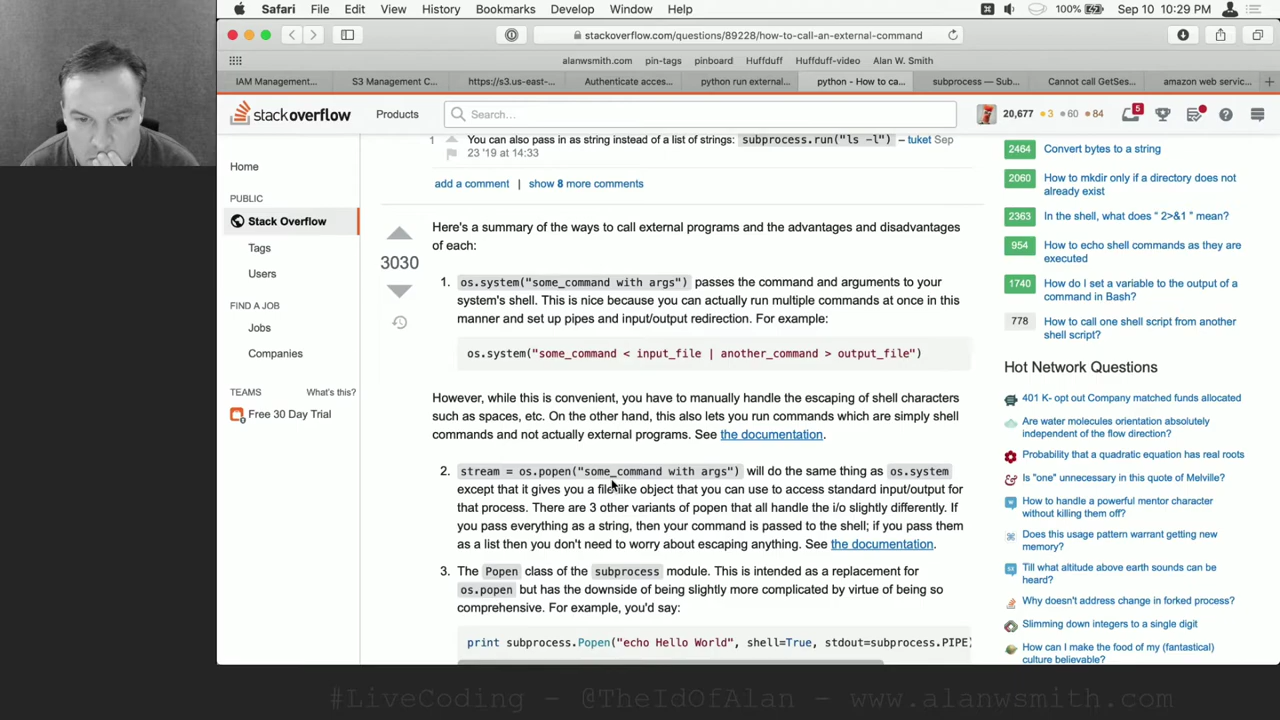 Safari File Edit View History Bookmarks Develop Window Help 100% Sep 10 10:29 PM
stackoverflow.com/questions/89228/how-to-call-an-external-command
alanwsmith.com pin-tags pinboard Huffduff Huffduff-video Alan W. Smith
IAM Management... S3 Management C... https://s3.us-east-... Authenticate acces... python run external... python - How to ca... subprocess — Sub... Cannot call GetSes... amazon web servic...
stackoverflow Products Search... 20,677 3 60 84 5
Home
PUBLIC
Stack Overflow
Tags
Users
FIND A JOB
Jobs
Companies
TEAMS What's this?
Free 30 Day Trial
1 You can also pass in as string instead of a list of strings: subprocess.run("ls -l") – tuket Sep
23 '19 at 14:33
add a comment | show 8 more comments
3030
Here's a summary of the ways to call external programs and the advantages and disadvantages
of each:
1. os.system("some_command with args") passes the command and arguments to your
system's shell. This is nice because you can actually run multiple commands at once in this
manner and set up pipes and input/output redirection. For example:
os.system("some_command < input_file | another_command > output_file")
However, while this is convenient, you have to manually handle the escaping of shell characters
such as spaces, etc. On the other hand, this also lets you run commands which are simply shell
commands and not actually external programs. See the documentation.
2. stream = os.popen("some_command with args") will do the same thing as os.system
except that it gives you a file-like object that you can use to access standard input/output for
that process. There are 3 other variants of popen that all handle the i/o slightly differently. If
you pass everything as a string, then your command is passed to the shell; if you pass them
as a list then you don't need to worry about escaping anything. See the documentation.
3. The Popen class of the subprocess module. This is intended as a replacement for
os.popen but has the downside of being slightly more complicated by virtue of being so
comprehensive. For example, you'd say:
print subprocess.Popen("echo Hello World", shell=True, stdout=subprocess.PIPE)
2464 Convert bytes to a string
2060 How to mkdir only if a directory does not
already exist
2363 In the shell, what does " 2>&1 " mean?
954 How to echo shell commands as they are
executed
1740 How do I set a variable to the output of a
command in Bash?
778 How to call one shell script from another
shell script?
Hot Network Questions
401 K- opt out Company matched funds allocated
Are water molecules orientation absolutely
independent of the flow direction?
Probability that a quadratic equation has real roots
Is "one" unnecessary in this quote of Melville?
How to handle a powerful mentor character
without killing them off?
Does this usage pattern warrant getting new
memory?
Till what altitude above earth sounds can be
heard?
Why doesn't address change in forked process?
Slimming down integers to a single digit
How can I make the food of my (fantastical)
culture believable?
#LiveCoding - @TheIdOfAlan - www.alanwsmith.com